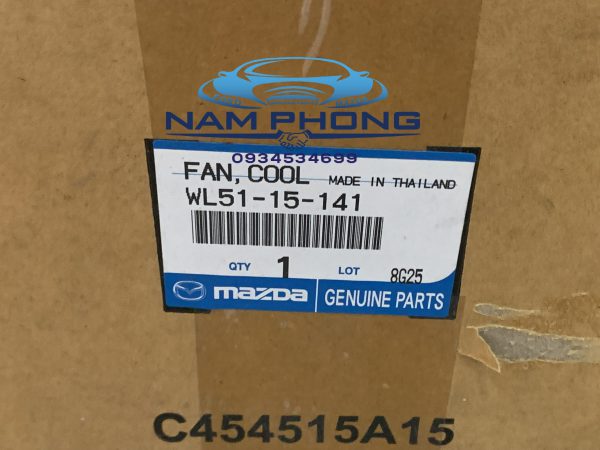 NAM PHONG
0934534699
FAN, COOL MADE IN THAILAND
WL51-15-141
QTY 1 LOT 8G25
mazda GENUINE PARTS
C454515A15